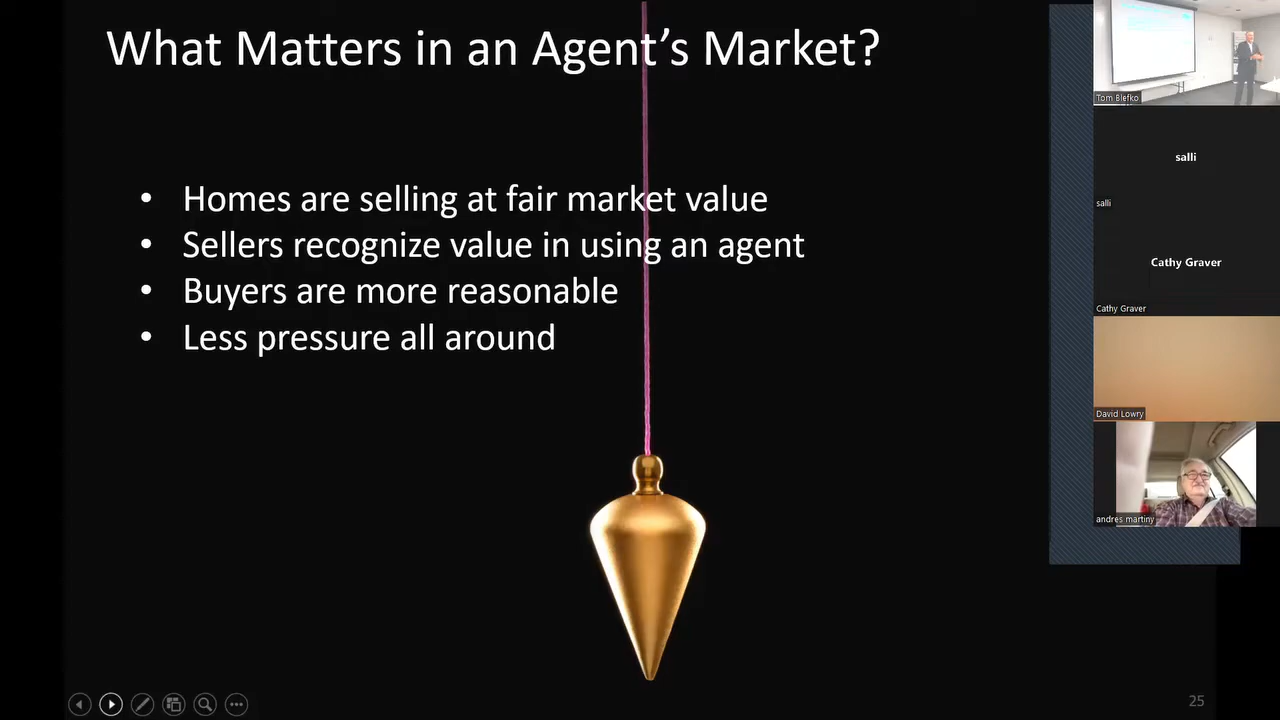 What Matters in an Agent's Market?
• Homes are selling at fair market value
• Sellers recognize value in using an agent
• Buyers are more reasonable
• Less pressure all around
25
Tom Blefko
salli
salli
Cathy Graver
Cathy Graver
David Lowry
andres martiny